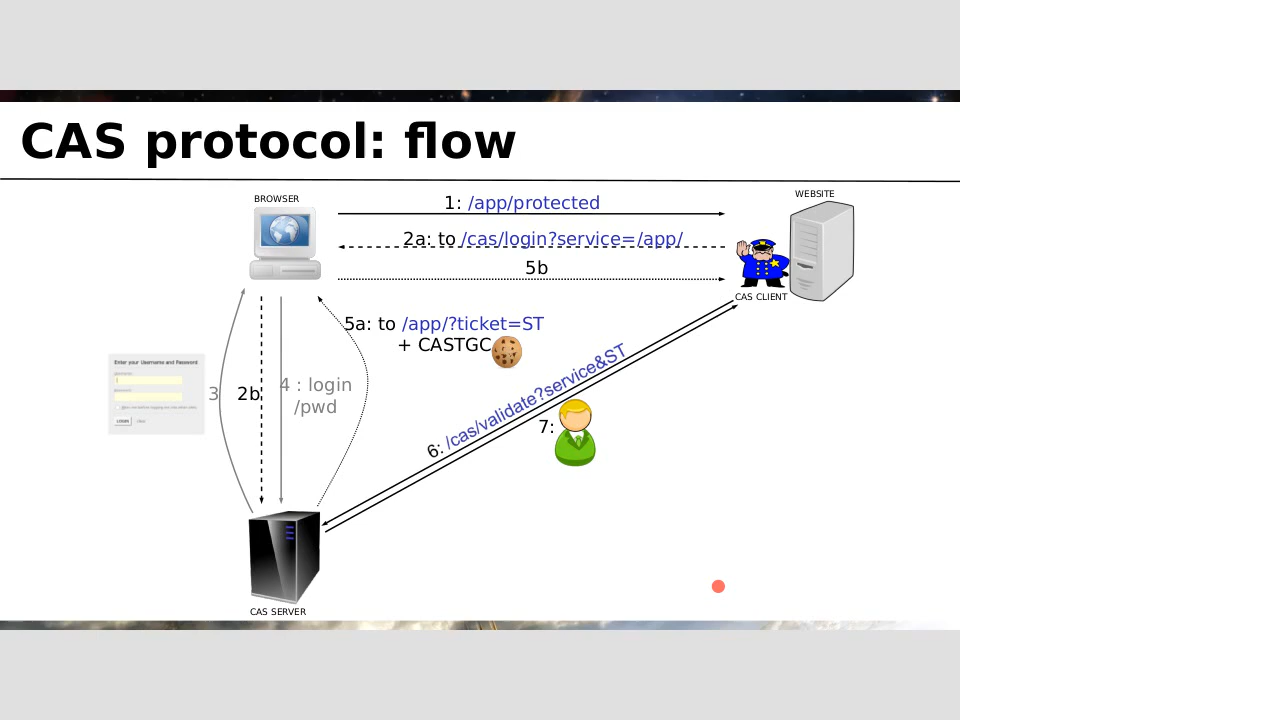 CAS protocol: flow
BROWSER
WEBSITE
1: /app/protected
2a: to /cas/login?service=/app/
5b
CAS CLIENT
5a: to /app/?ticket=ST
+ CASTGC
Enter your Username and Password
3
2b
4 : login
/pwd
6: /cas/validate?service&ST
7:
LOGIN
CAS SERVER